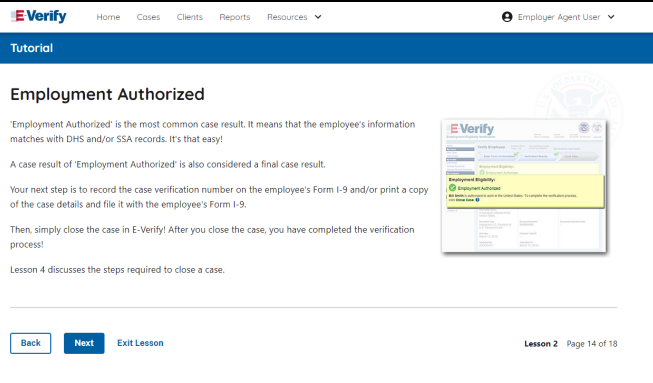 E-Verify
Home Cases Clients Reports Resources
Employer Agent User
Tutorial
Employment Authorized
'Employment Authorized' is the most common case result. It means that the employee's information
matches with DHS and/or SSA records. It's that easy!
A case result of 'Employment Authorized' is also considered a final case result.
Your next step is to record the case verification number on the employee's Form I-9 and/or print a copy
of the case details and file it with the employee's Form I-9.
Then, simply close the case in E-Verify! After you close the case, you have completed the verification
process!
Lesson 4 discusses the steps required to close a case.
E-Verify
Employment Eligibility:
Employment Authorized
Back Next Exit Lesson
Lesson 2 Page 14 of 18